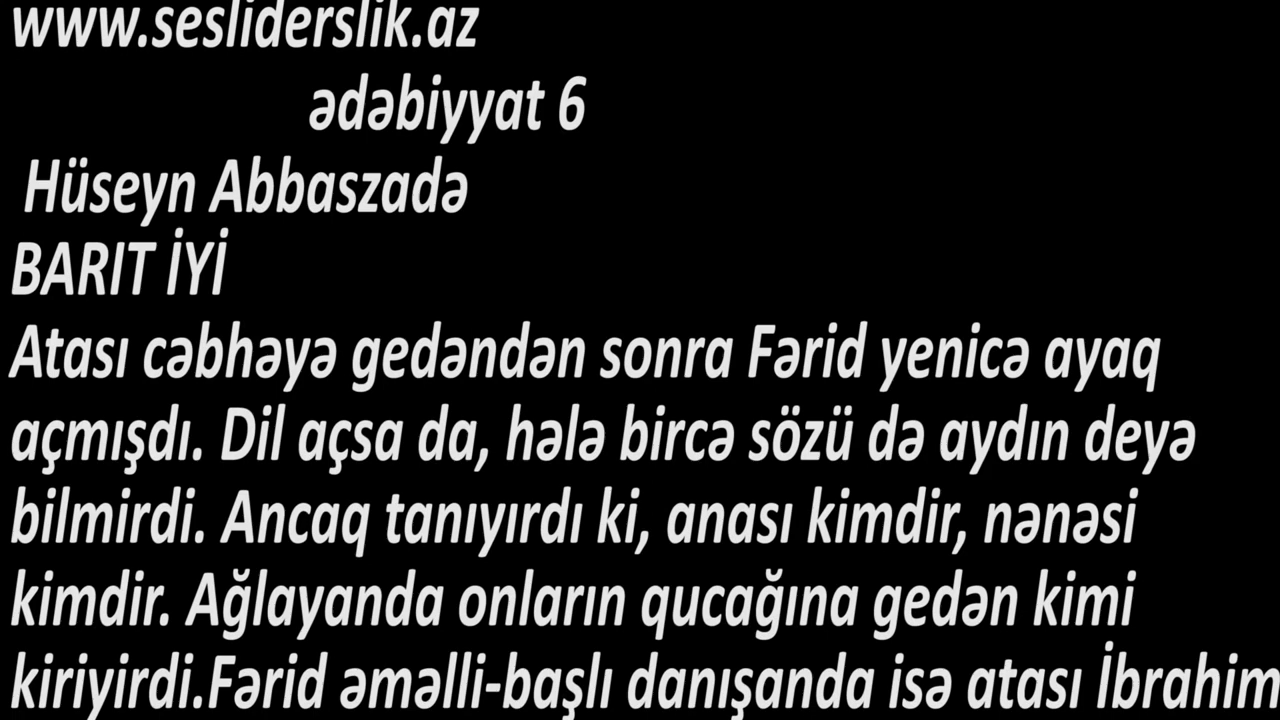 www.sesliderslik.az
ədəbiyyat 6
Hüseyn Abbaszadə
BARIT İYİ
Atası cəbhəyə gedəndən sonra Fərid yenicə ayaq
açmışdı. Dil açsa da, hələ bircə sözü də aydın deyə
bilmirdi. Ancaq tanıyırdı ki, anası kimdir, nənəsi
kimdir. Ağlayanda onların qucağına gedən kimi
kiriyirdi.Fərid əməlli-başlı danışanda isə atası İbrahim